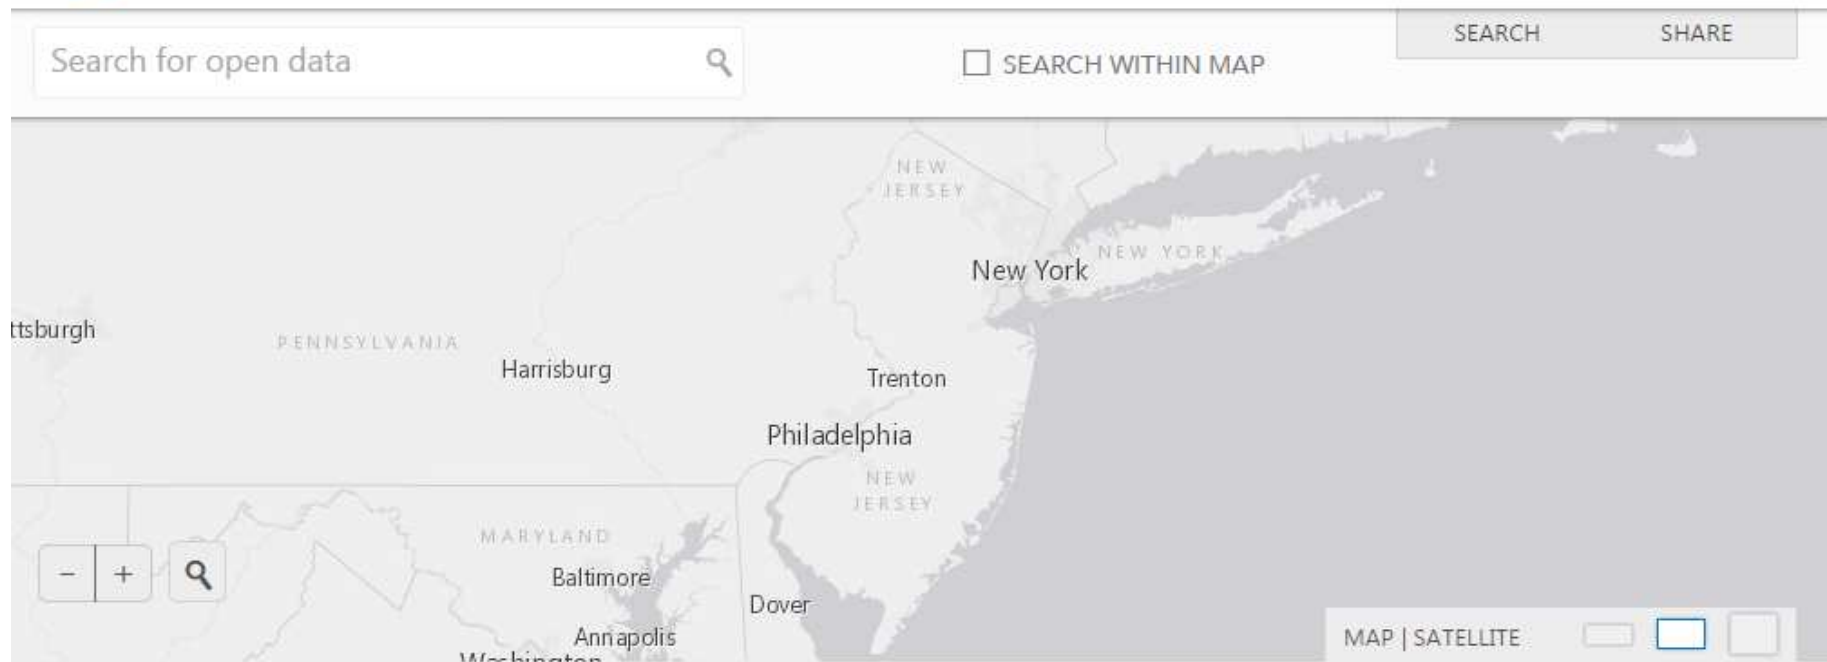 SEARCH SHARE
Search for open data
SEARCH WITHIN MAP
NEW
JERSEY
NEW YORK
New York
ttsburgh
PENNSYLVANIA
Harrisburg
Trenton
Philadelphia
NEW
JERSEY
MARYLAND
- +
Baltimore
Dover
Annapolis
MAP | SATELLITE
Washington